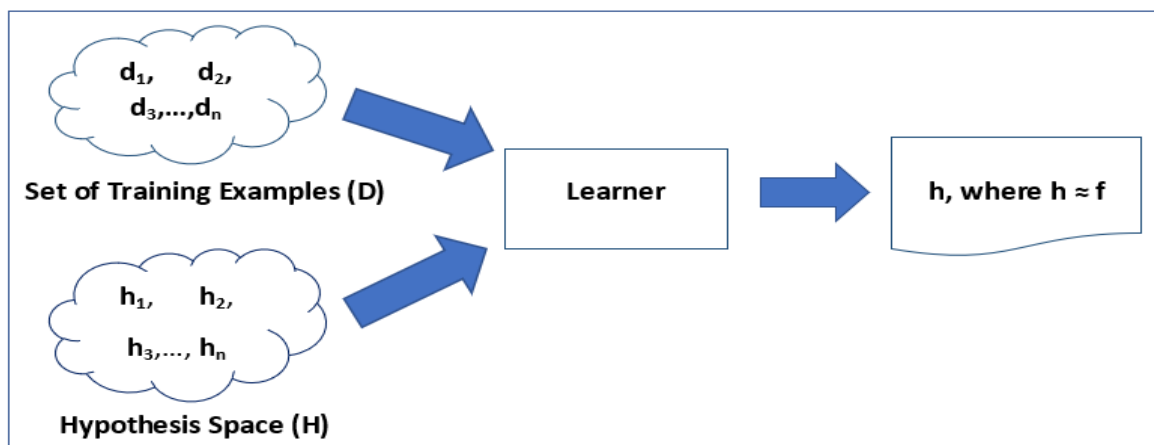 d₁, d₂,
d₃,...,dₙ
Set of Training Examples (D)
Learner
h, where h ≈ f
h₁, h₂,
h₃,..., hₙ
Hypothesis Space (H)